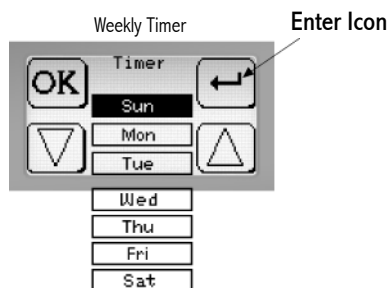 Weekly Timer
Enter Icon
Timer
OK
Sun
Mon
Tue
Wed
Thu
Fri
Sat